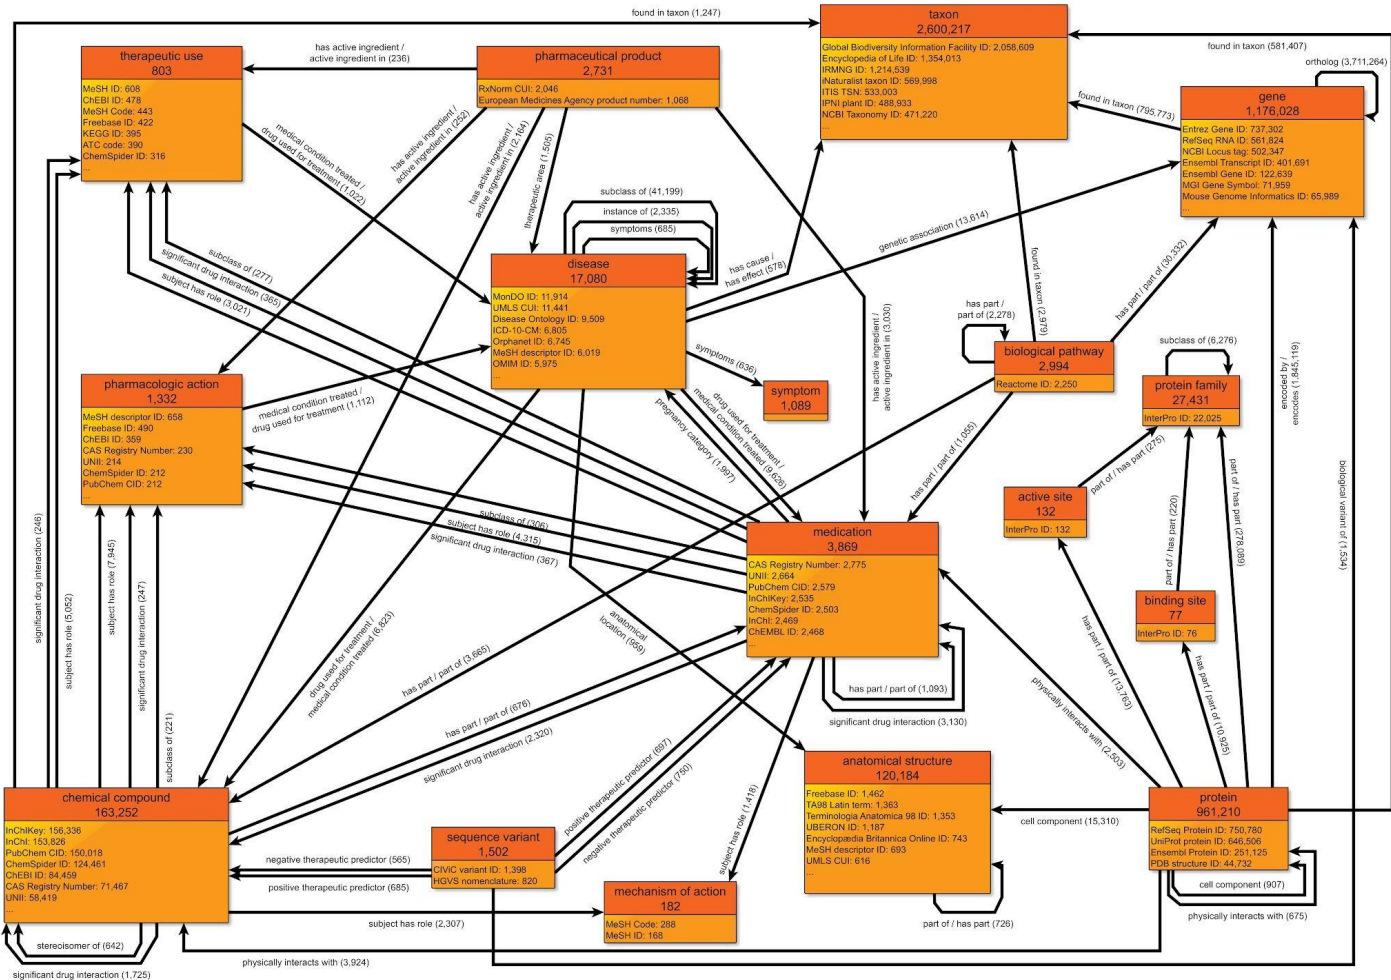 found in taxon (1,247)
taxon
2,600,217
Global Biodiversity Information Facility ID: 2,058,609
Encyclopedia of Life ID: 1,354,013
IRMNG ID: 1,214,539
iNaturalist taxon ID: 569,998
ITIS TSN: 533,003
IPNI plant ID: 488,933
NCBI Taxonomy ID: 471,220
...
therapeutic use
803
MeSH ID: 608
ChEBI ID: 478
MeSH Code: 443
Freebase ID: 422
KEGG ID: 395
ATC code: 390
ChemSpider ID: 316
...
has active ingredient /
active ingredient in (236)
pharmaceutical product
2,731
RxNorm CUI: 2,046
European Medicines Agency product number: 1,068
found in taxon (581,407)
ortholog (3,711,264)
found in taxon (795,773)
gene
1,176,028
Entrez Gene ID: 737,302
RefSeq RNA ID: 561,824
NCBI Locus tag: 502,347
Ensembl Transcript ID: 401,691
Ensembl Gene ID: 122,639
MGI Gene Symbol: 71,959
Mouse Genome Informatics ID: 65,989
...
medical condition treated /
drug used for treatment (1,022)
has active ingredient /
active ingredient in (252)
has active ingredient /
active ingredient in (2,164)
therapeutic area (1,505)
subclass of (41,199)
instance of (2,335)
symptoms (685)
disease
17,080
MonDO ID: 11,914
UMLS CUI: 11,441
Disease Ontology ID: 9,509
ICD-10-CM: 6,805
Orphanet ID: 6,745
MeSH descriptor ID: 6,019
OMIM ID: 5,975
...
has cause /
has effect (578)
genetic association (13,614)
found in taxon (2,979)
has part / part of (30,332)
subclass of (277)
significant drug interaction (365)
subject has role (3,021)
has part /
part of (2,278)
biological pathway
2,994
Reactome ID: 2,250
symptoms (636)
symptom
1,089
has active ingredient /
active ingredient in (3,030)
subclass of (6,276)
protein family
27,431
InterPro ID: 22,025
encoded by /
encodes (1,845,119)
pharmacologic action
1,332
MeSH descriptor ID: 658
Freebase ID: 490
ChEBI ID: 359
CAS Registry Number: 230
UNII: 214
ChemSpider ID: 212
PubChem CID: 212
...
medical condition treated /
drug used for treatment (1,112)
drug used for treatment /
medical condition treated (9,626)
pregnancy category (1,997)
has part / part of (1,055)
part of / has part (275)
active site
132
InterPro ID: 132
part of / has part (220)
part of / has part (278,089)
biological variant of (1,534)
subclass of (306)
subject has role (4,315)
significant drug interaction (367)
medication
3,869
CAS Registry Number: 2,775
UNII: 2,664
PubChem CID: 2,579
InChIKey: 2,535
ChemSpider ID: 2,503
InChI: 2,469
ChEMBL ID: 2,468
...
binding site
77
InterPro ID: 76
significant drug interaction (246)
subject has role (5,052)
subject has role (7,945)
significant drug interaction (247)
subclass of (221)
drug used for treatment /
medical condition treated (6,823)
has part / part of (3,665)
anatomical
location (959)
has part / part of (1,093)
significant drug interaction (3,130)
has part / part of (13,763)
has part / part of (10,925)
physically interacts with (2,503)
has part / part of (676)
significant drug interaction (2,320)
positive therapeutic predictor (697)
negative therapeutic predictor (750)
subject has role (1,418)
anatomical structure
120,184
Freebase ID: 1,462
TA98 Latin term: 1,363
Terminologia Anatomica 98 ID: 1,353
UBERON ID: 1,187
Encyclopædia Britannica Online ID: 743
MeSH descriptor ID: 693
UMLS CUI: 616
...
cell component (15,310)
protein
961,210
RefSeq Protein ID: 750,780
UniProt protein ID: 646,506
Ensembl Protein ID: 251,125
PDB structure ID: 44,732
cell component (907)
physically interacts with (675)
chemical compound
163,252
InChIKey: 156,336
InChI: 153,826
PubChem CID: 150,018
ChemSpider ID: 124,461
ChEBI ID: 84,459
CAS Registry Number: 71,467
UNII: 58,419
...
negative therapeutic predictor (565)
positive therapeutic predictor (685)
sequence variant
1,502
CIViC variant ID: 1,398
HGVS nomenclature: 820
mechanism of action
182
MeSH Code: 288
MeSH ID: 168
part of / has part (726)
subject has role (2,307)
stereoisomer of (642)
significant drug interaction (1,725)
physically interacts with (3,924)